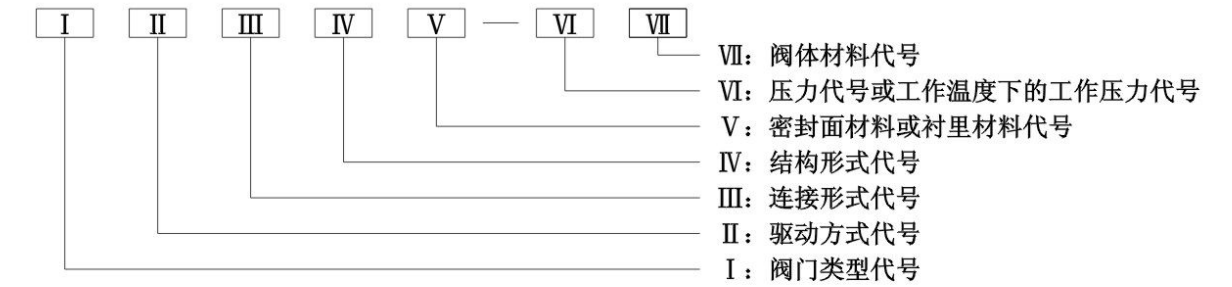 Ⅰ Ⅱ Ⅲ Ⅳ Ⅴ — Ⅵ Ⅶ
Ⅶ：阀体材料代号
Ⅵ：压力代号或工作温度下的工作压力代号
Ⅴ：密封面材料或衬里材料代号
Ⅳ：结构形式代号
Ⅲ：连接形式代号
Ⅱ：驱动方式代号
Ⅰ：阀门类型代号